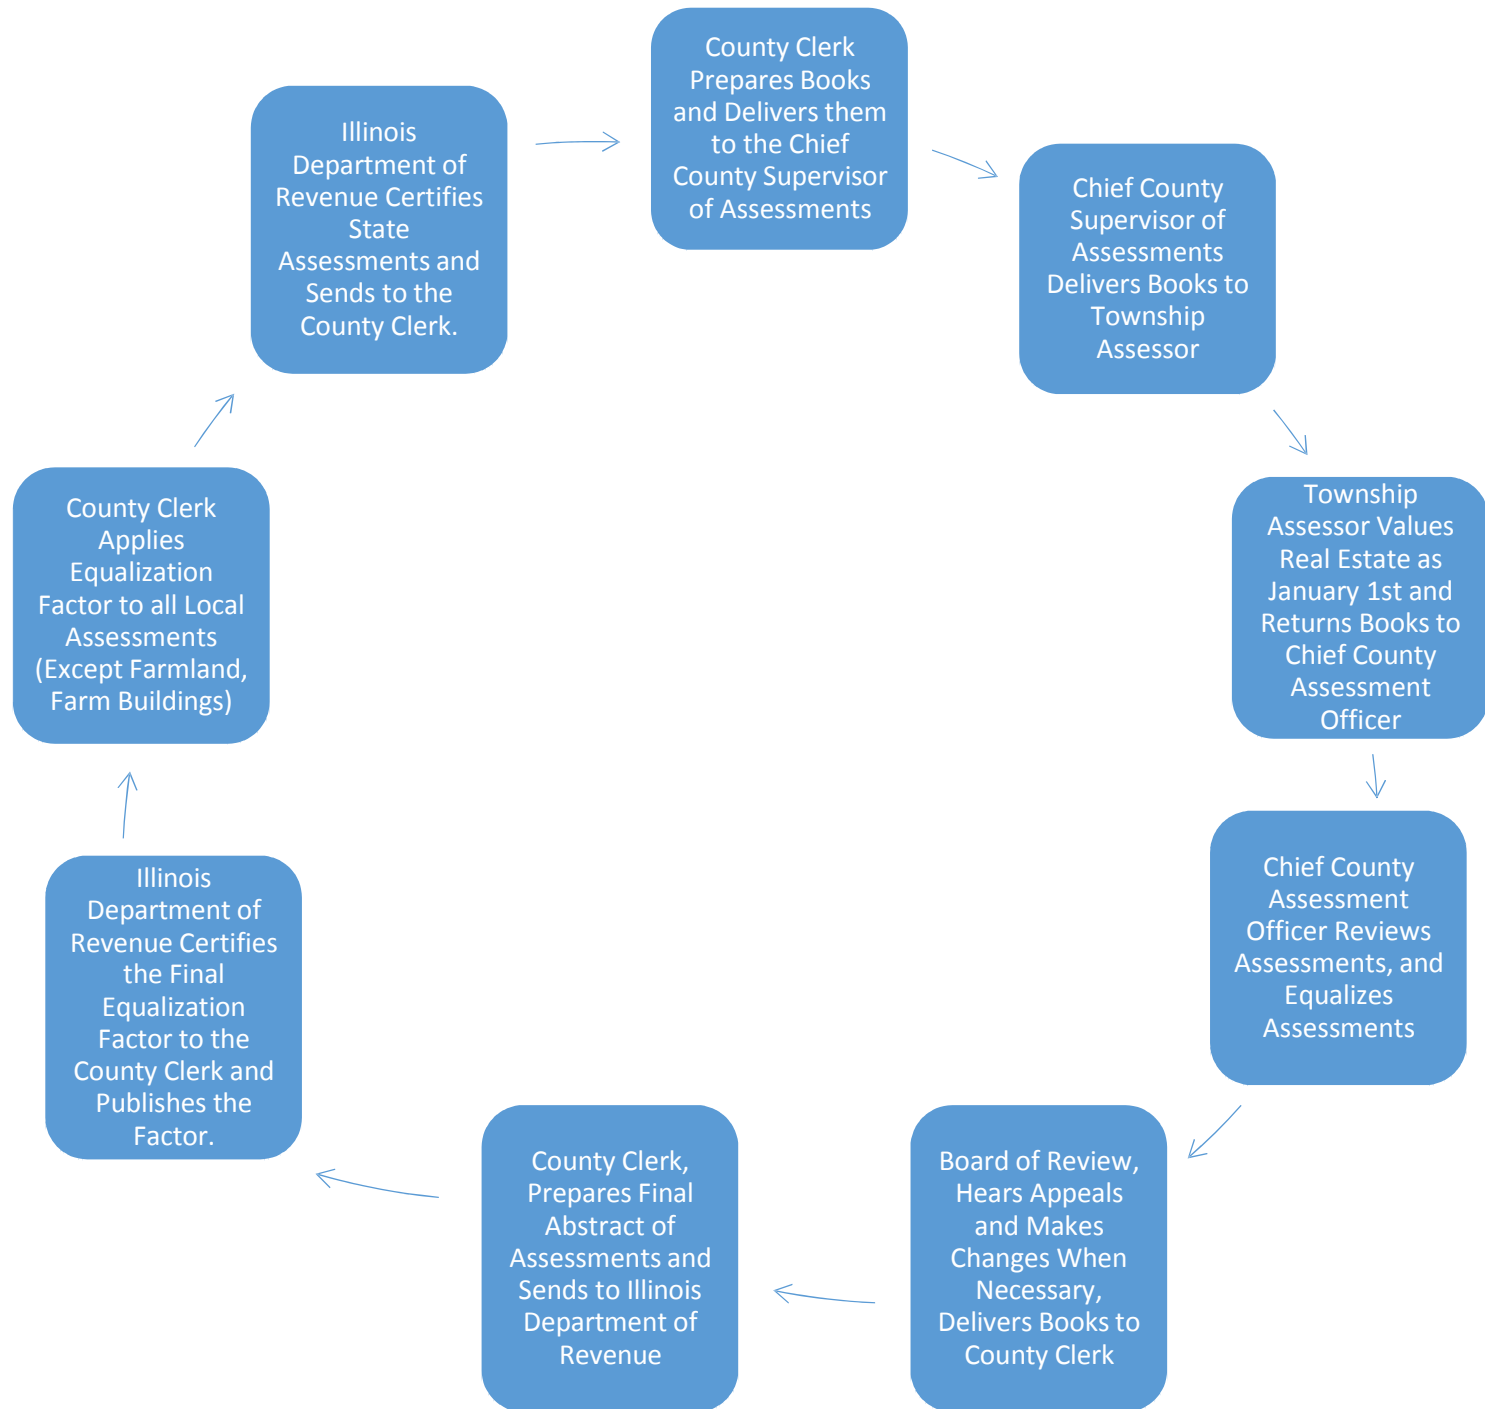 County Clerk
Prepares Books
and Delivers them
to the Chief
County Supervisor
of Assessments
Chief County
Supervisor of
Assessments
Delivers Books to
Township
Assessor
Township
Assessor Values
Real Estate as
January 1st and
Returns Books to
Chief County
Assessment
Officer
Chief County
Assessment
Officer Reviews
Assessments, and
Equalizes
Assessments
Board of Review,
Hears Appeals
and Makes
Changes When
Necessary,
Delivers Books to
County Clerk
County Clerk,
Prepares Final
Abstract of
Assessments and
Sends to Illinois
Department of
Revenue
Illinois
Department of
Revenue Certifies
the Final
Equalization
Factor to the
County Clerk and
Publishes the
Factor.
County Clerk
Applies
Equalization
Factor to all Local
Assessments
(Except Farmland,
Farm Buildings)
Illinois
Department of
Revenue Certifies
State
Assessments and
Sends to the
County Clerk.